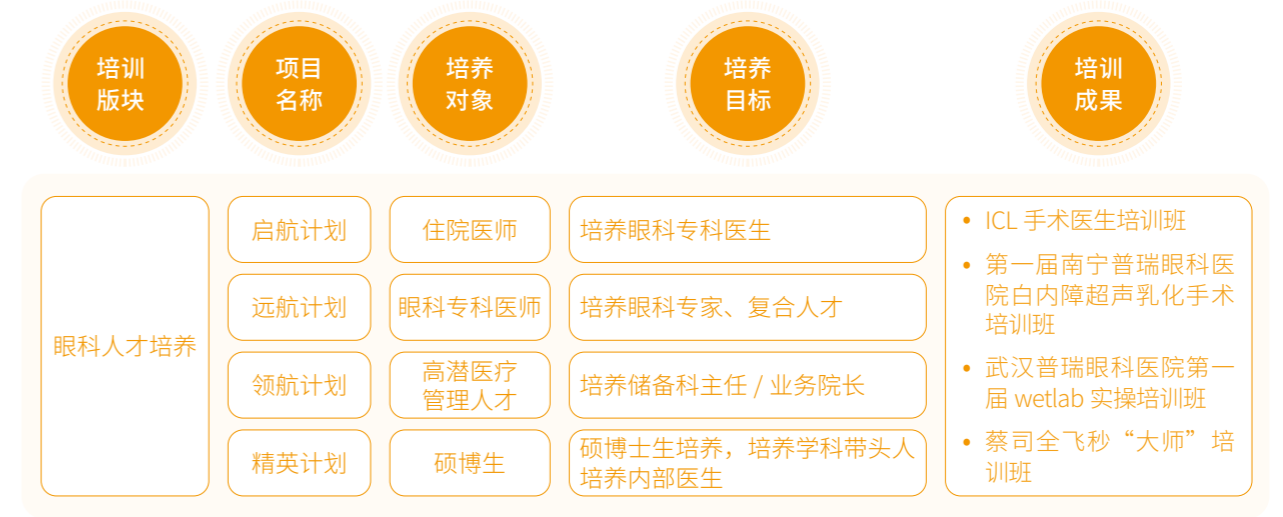 培训
版块
项目
名称
培养
对象
培养
目标
培训
成果
眼科人才培养
启航计划
住院医师
培养眼科专科医生
远航计划
眼科专科医师
培养眼科专家、复合人才
领航计划
高潜医疗
管理人才
培养储备科主任 / 业务院长
精英计划
硕博生
硕博士生培养，培养学科带头人
培养内部医生
• ICL 手术医生培训班
• 第一届南宁普瑞眼科医
院白内障超声乳化手术
培训班
• 武汉普瑞眼科医院第一
届 wetlab 实操培训班
• 蔡司全飞秒“大师”培
训班